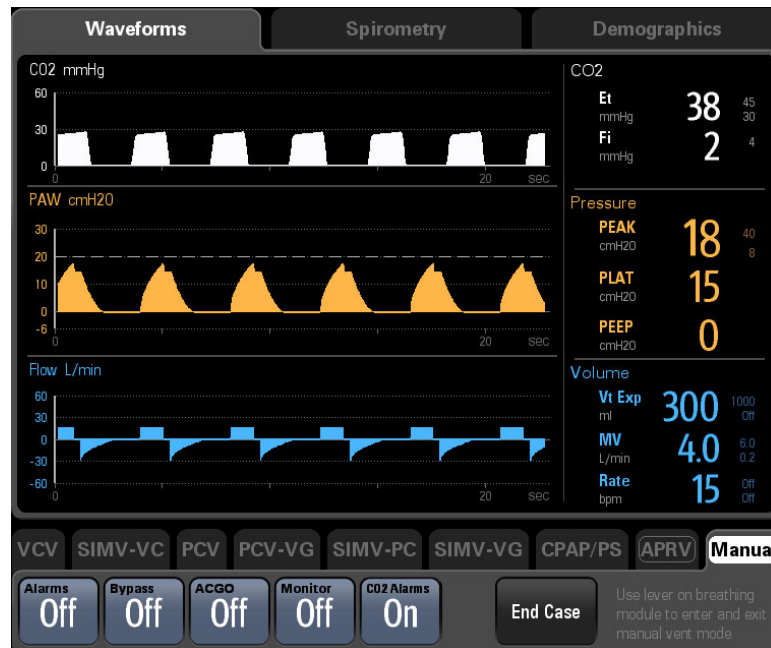 Waveforms Spirometry Demographics
CO2 mmHg
60
30
0
0 20 sec
PAW cmH20
30
20
10
0
-6
0 20 sec
Flow L/min
60
30
0
-30
-60
0 20 sec
CO2
Et 38 45
mmHg 30
Fi 2 4
mmHg
Pressure
PEAK 18 40
cmH20 8
PLAT 15
cmH20
PEEP 0
cmH20
Volume
Vt Exp 300 1000
ml Off
MV 4.0 6.0
L/min 0.2
Rate 15 Off
bpm Off
VCV SIMV-VC PCV PCV-VG SIMV-PC SIMV-VG CPAP/PS APRV Manua
Alarms Bypass ACGO Monitor CO2 Alarms
Off Off Off Off On
End Case
Use lever on breathing
module to enter and exit
manual vent mode